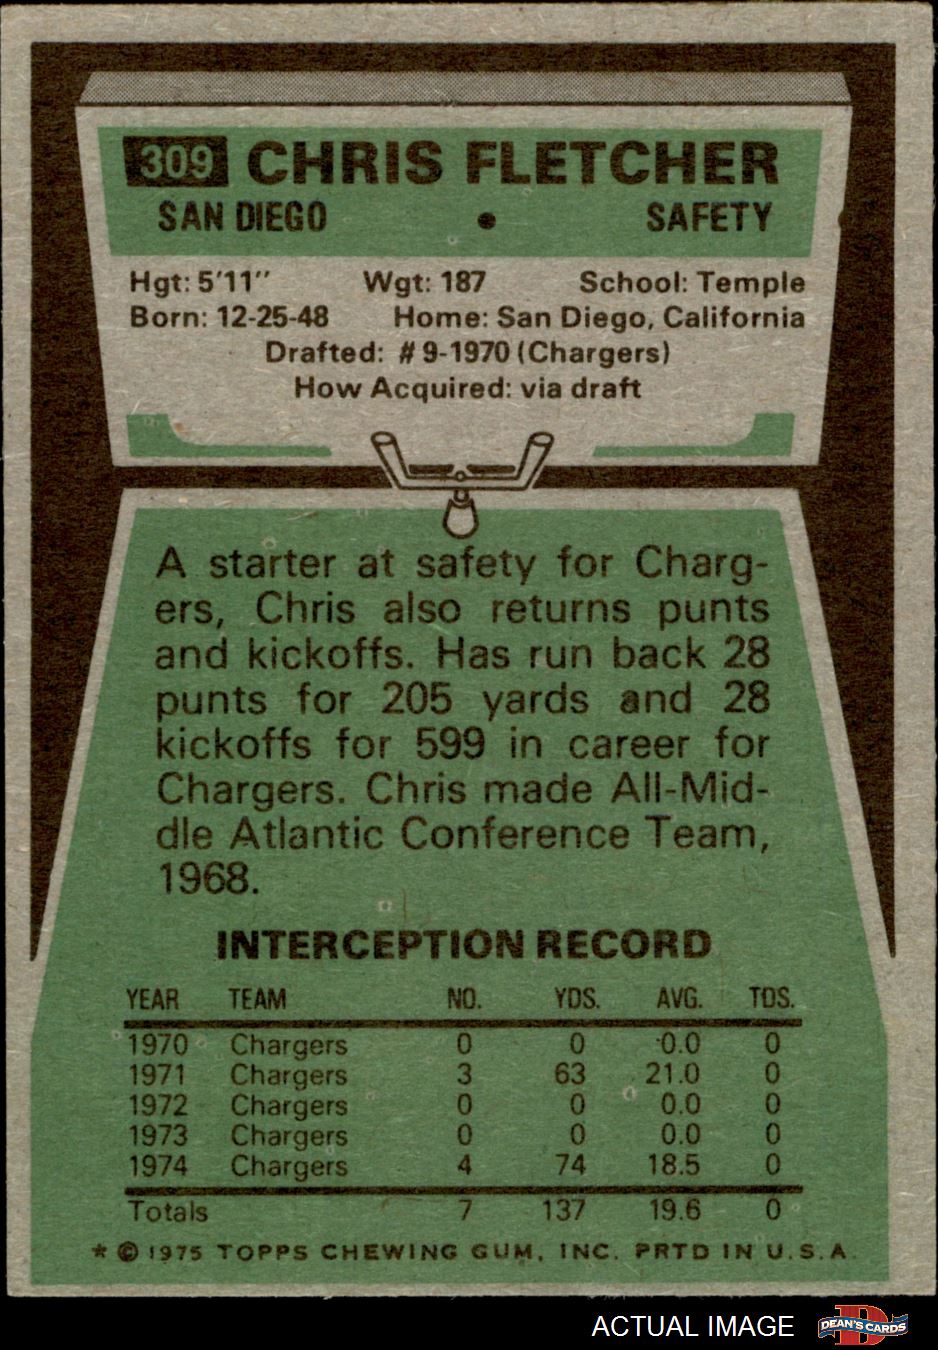 309 CHRIS FLETCHER
SAN DIEGO • SAFETY
Hgt: 5'11" Wgt: 187 School: Temple
Born: 12-25-48 Home: San Diego, California
Drafted: #9-1970 (Chargers)
How Acquired: via draft
A starter at safety for Charg-
ers, Chris also returns punts
and kickoffs. Has run back 28
punts for 205 yards and 28
kickoffs for 599 in career for
Chargers. Chris made All-Mid-
dle Atlantic Conference Team,
1968.
INTERCEPTION RECORD
YEAR TEAM NO. YDS. AVG. TDS.
1970 Chargers 0 0 0.0 0
1971 Chargers 3 63 21.0 0
1972 Chargers 0 0 0.0 0
1973 Chargers 0 0 0.0 0
1974 Chargers 4 74 18.5 0
Totals 7 137 19.6 0
* © 1975 TOPPS CHEWING GUM, INC. PRTD IN U.S.A.
ACTUAL IMAGE D DEAN'S CARDS